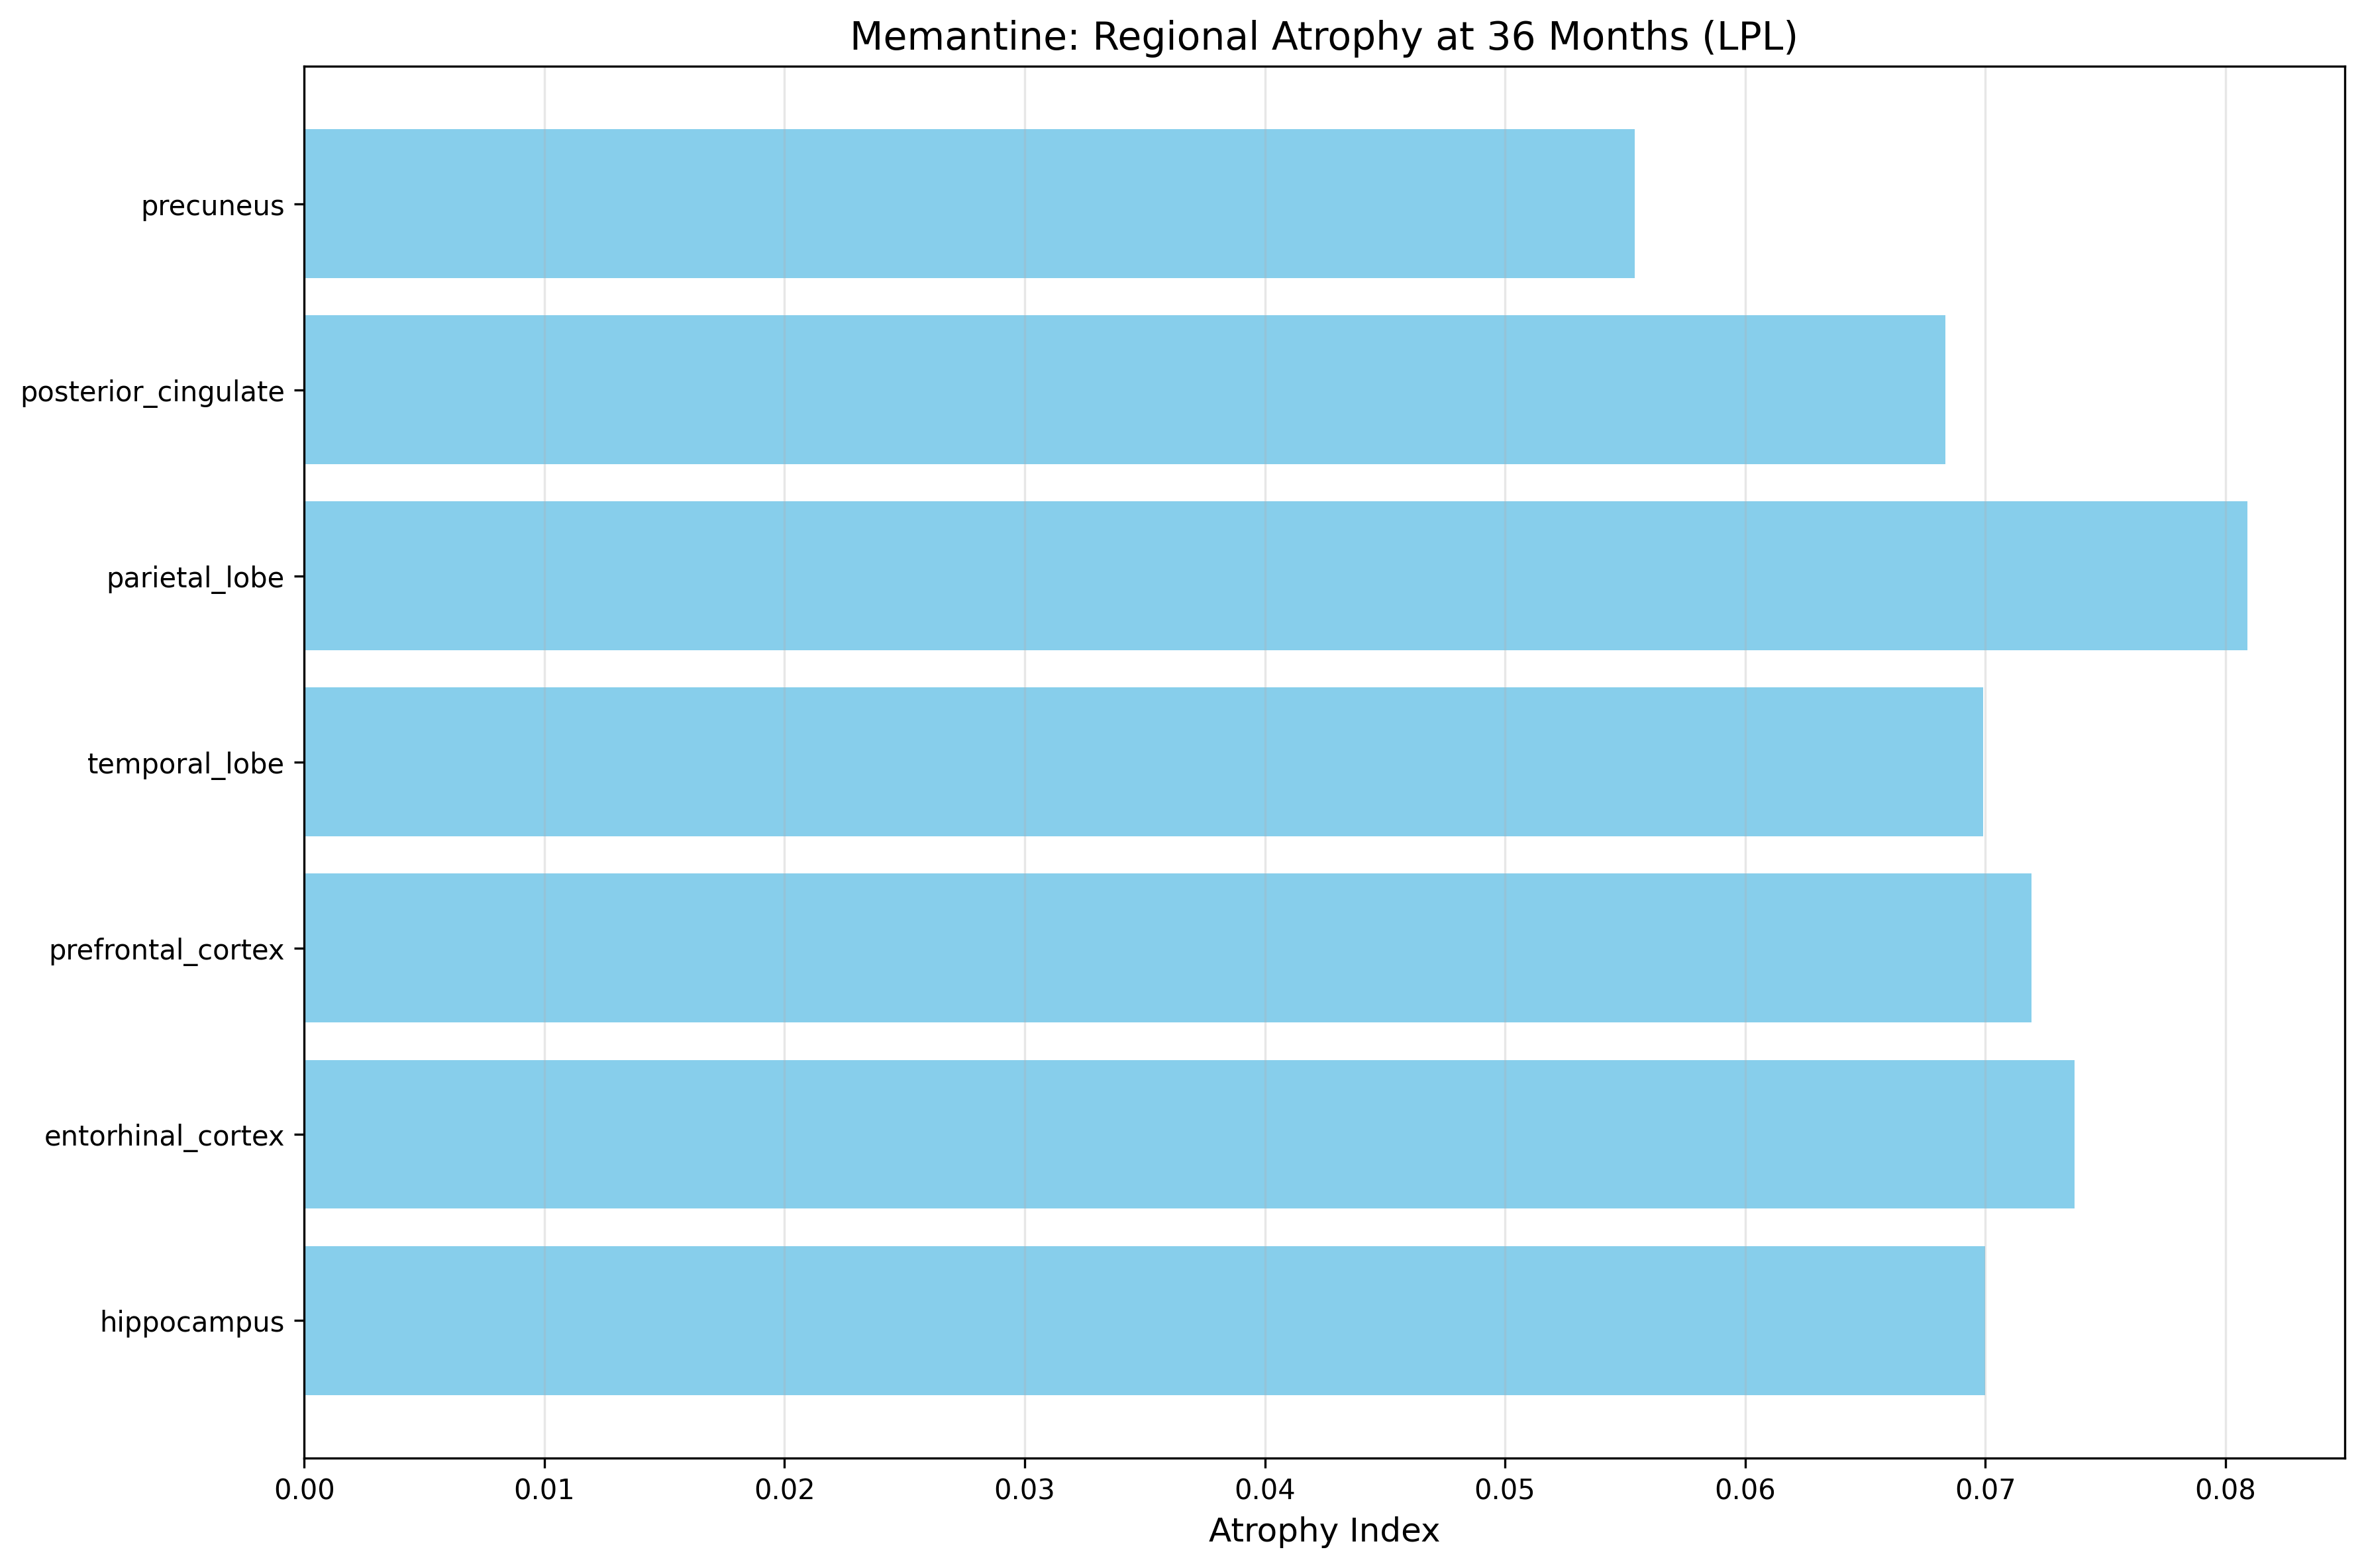 Memantine: Regional Atrophy at 36 Months (LPL)
precuneus
posterior_cingulate
parietal_lobe
temporal_lobe
prefrontal_cortex
entorhinal_cortex
hippocampus
0.00 0.01 0.02 0.03 0.04 0.05 0.06 0.07 0.08
Atrophy Index